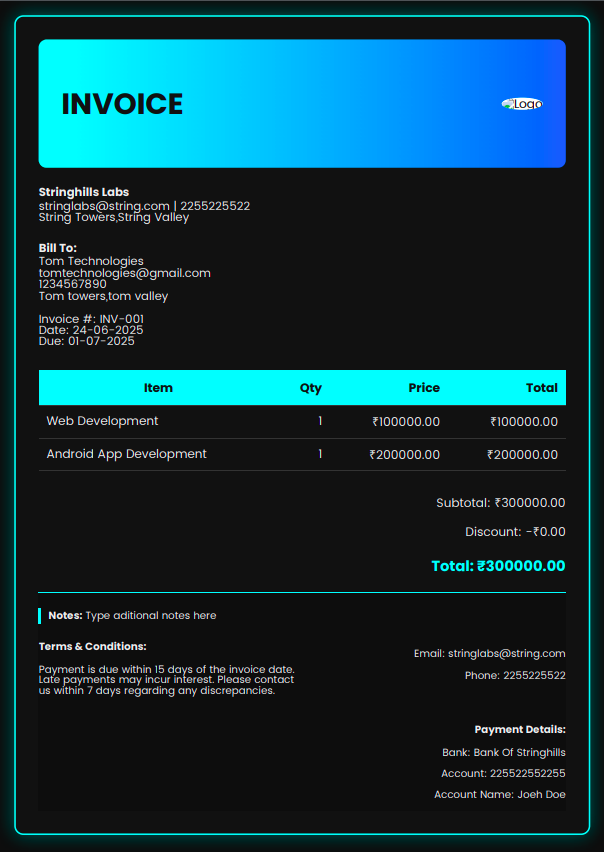 INVOICE
Logo
Stringhills Labs
stringlabs@string.com | 2255225522
String Towers,String Valley
Bill To:
Tom Technologies
tomtechnologies@gmail.com
1234567890
Tom towers,tom valley
Invoice #: INV-001
Date: 24-06-2025
Due: 01-07-2025
Item Qty Price Total
Web Development 1 ₹100000.00 ₹100000.00
Android App Development 1 ₹200000.00 ₹200000.00
Subtotal: ₹300000.00
Discount: -₹0.00
Total: ₹300000.00
Notes: Type aditional notes here
Terms & Conditions:
Payment is due within 15 days of the invoice date.
Late payments may incur interest. Please contact
us within 7 days regarding any discrepancies.
Email: stringlabs@string.com
Phone: 2255225522
Payment Details:
Bank: Bank Of Stringhills
Account: 225522552255
Account Name: Joeh Doe